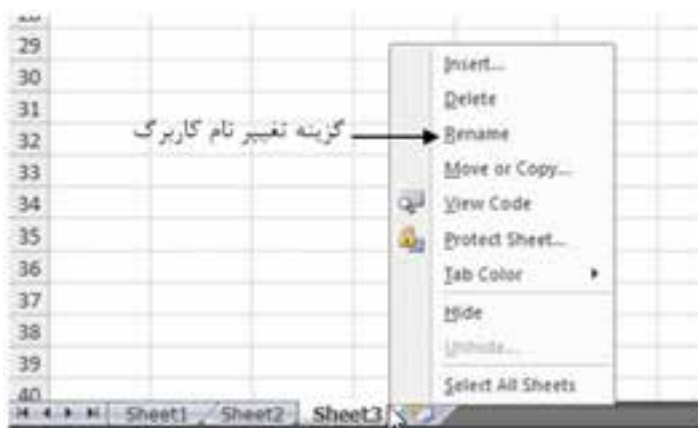 28
29
30
31
32
33
34
35
36
37
38
39
40
گزینه تغییر نام کاربرگ
Insert...
Delete
Rename
Move or Copy...
View Code
Protect Sheet...
Tab Color
Hide
Unhide...
Select All Sheets
Sheet1 Sheet2 Sheet3